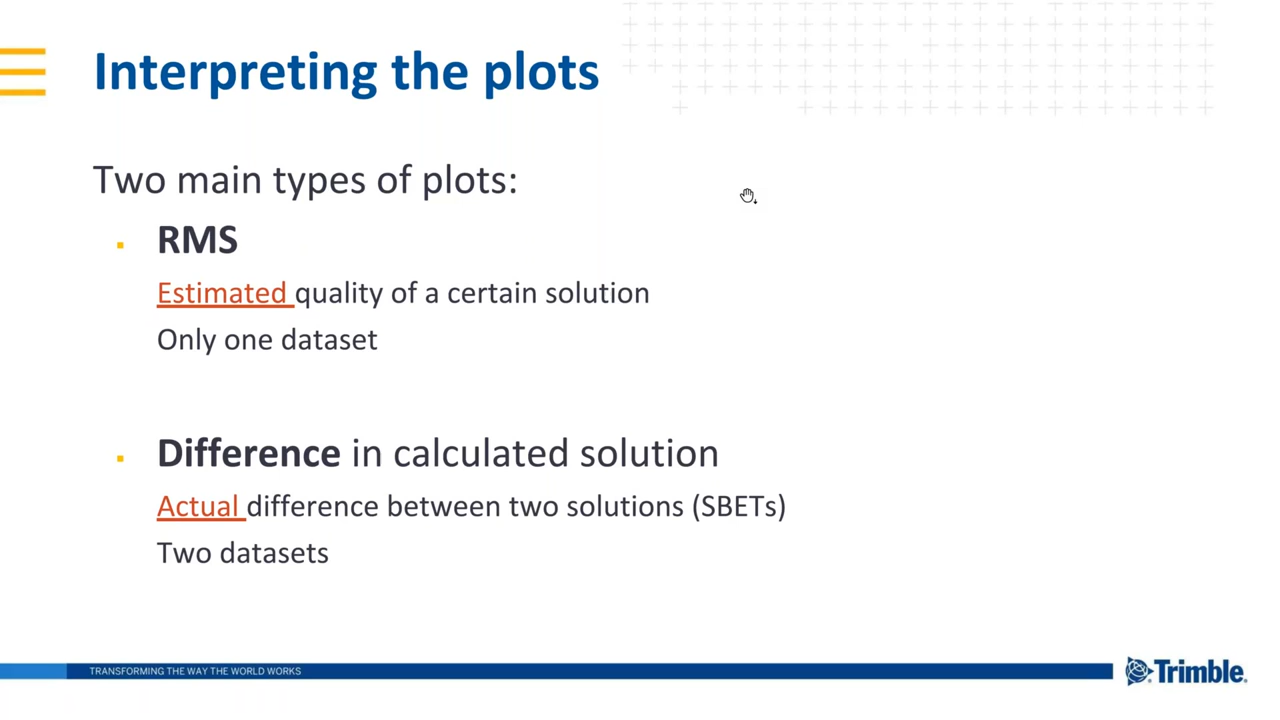 Interpreting the plots
Two main types of plots:
▪ RMS
Estimated quality of a certain solution
Only one dataset
▪ Difference in calculated solution
Actual difference between two solutions (SBETs)
Two datasets
TRANSFORMING THE WAY THE WORLD WORKS
Trimble®